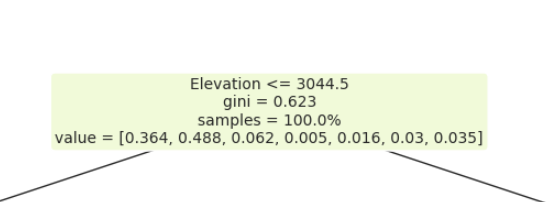 Elevation <= 3044.5
gini = 0.623
samples = 100.0%
value = [0.364, 0.488, 0.062, 0.005, 0.016, 0.03, 0.035]